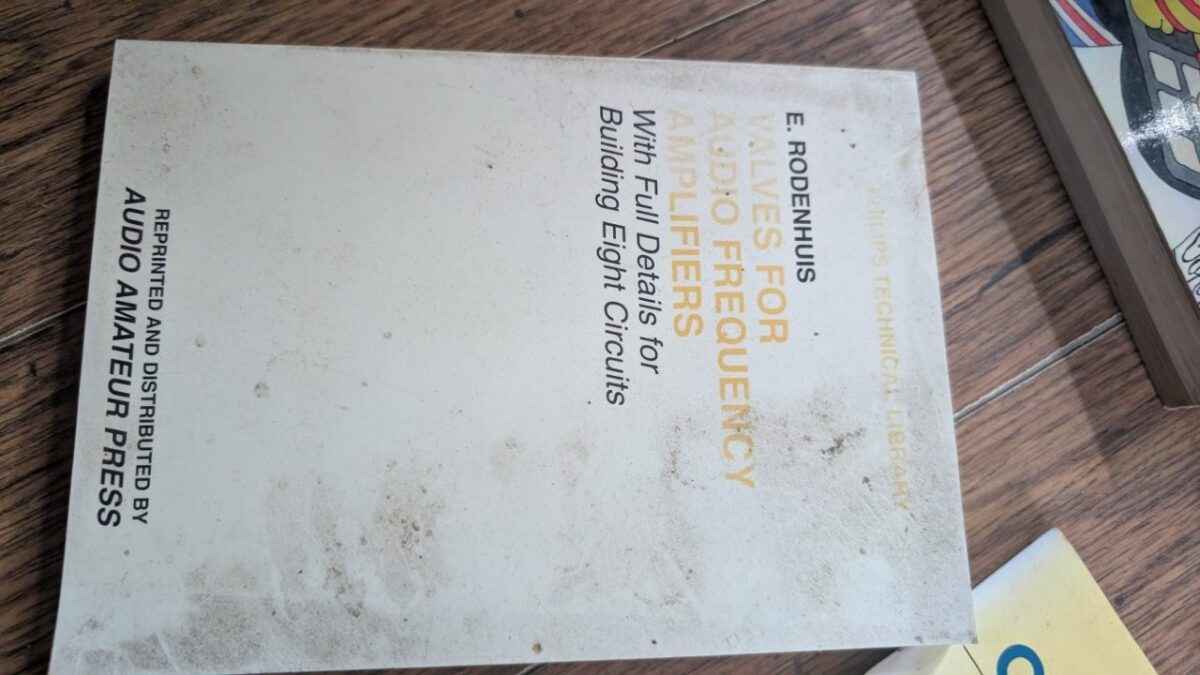 PHILIPS TECHNICAL LIBRARY
E. RODENHUIS
VALVES FOR
AUDIO FREQUENCY
AMPLIFIERS
With Full Details for
Building Eight Circuits
REPRINTED AND DISTRIBUTED BY
AUDIO AMATEUR PRESS